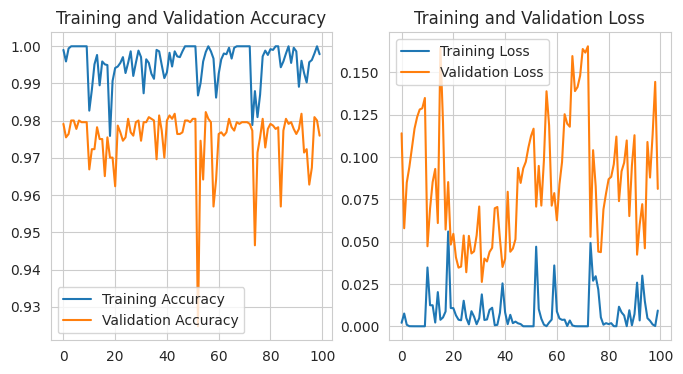 Training and Validation Accuracy
1.00
0.99
0.98
0.97
0.96
0.95
0.94
0.93
0 20 40 60 80 100
Training Accuracy
Validation Accuracy
Training and Validation Loss
0.150
0.125
0.100
0.075
0.050
0.025
0.000
0 20 40 60 80 100
Training Loss
Validation Loss